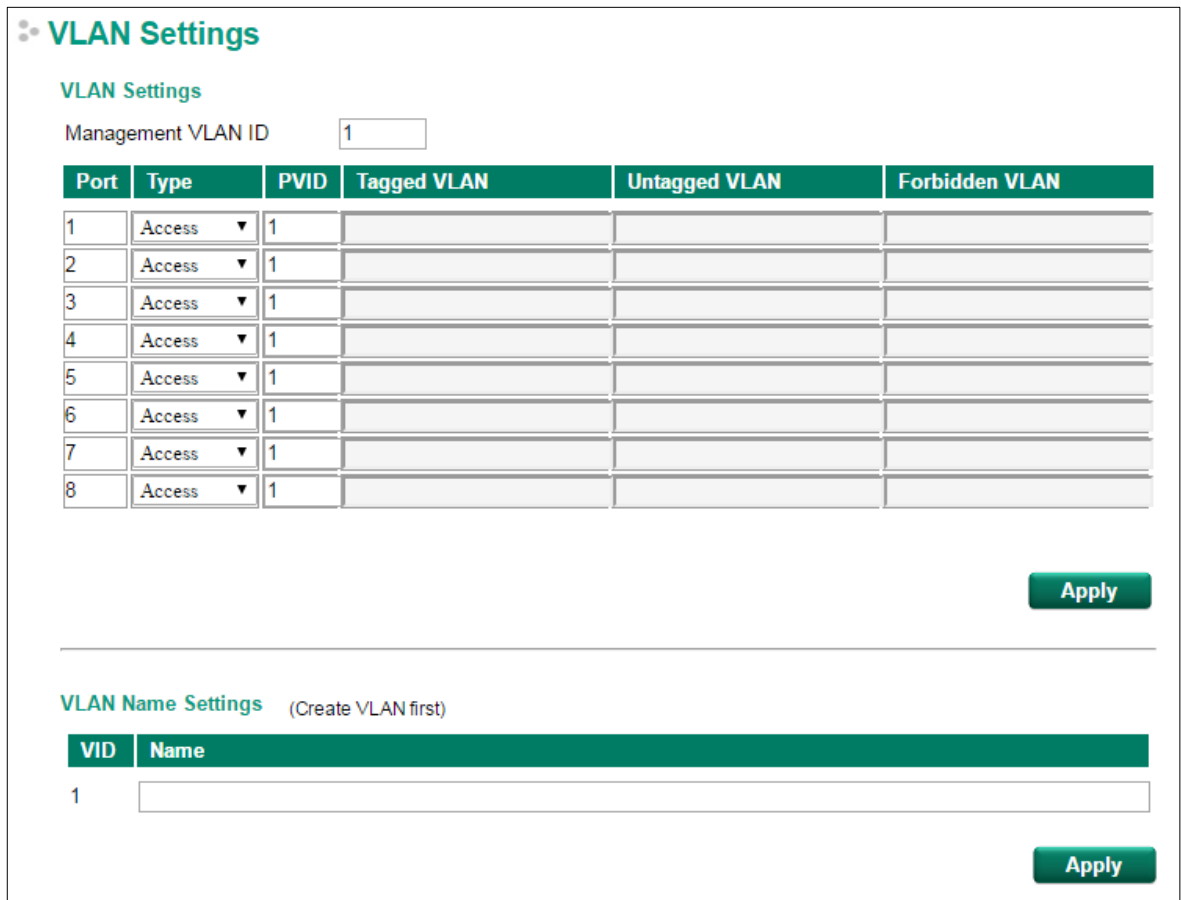 VLAN Settings
VLAN Settings
Management VLAN ID 1
Port Type PVID Tagged VLAN Untagged VLAN Forbidden VLAN
1 Access 1
2 Access 1
3 Access 1
4 Access 1
5 Access 1
6 Access 1
7 Access 1
8 Access 1
Apply
VLAN Name Settings (Create VLAN first)
VID Name
1
Apply